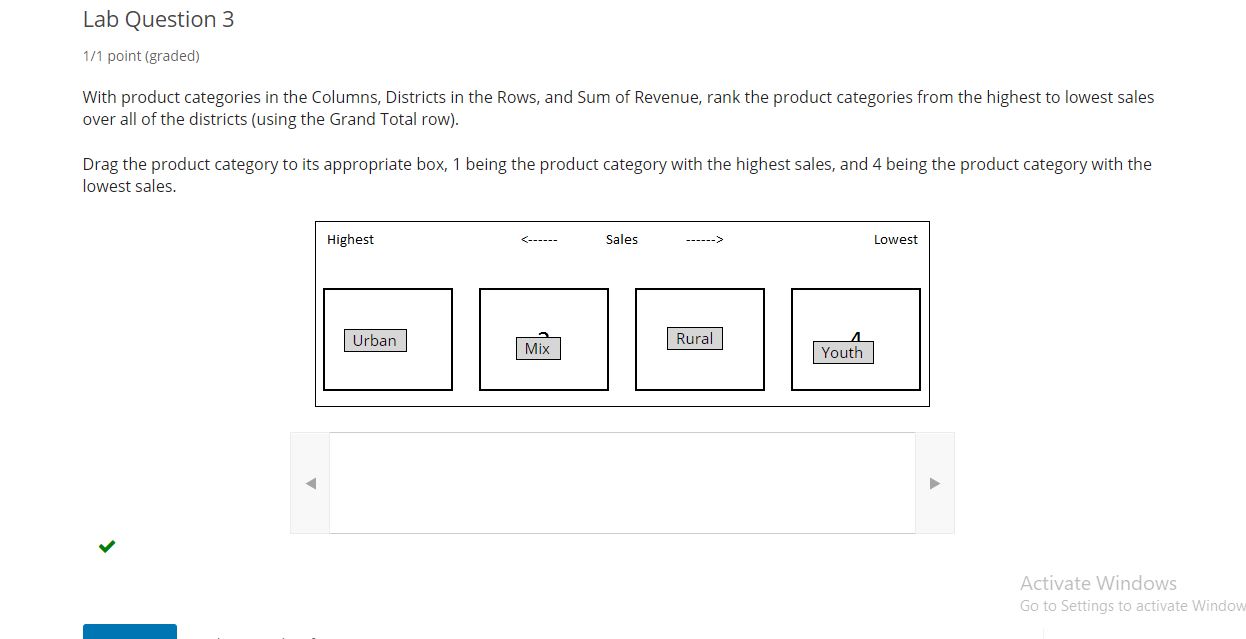 Lab Question 3
1/1 point (graded)
With product categories in the Columns, Districts in the Rows, and Sum of Revenue, rank the product categories from the highest to lowest sales
over all of the districts (using the Grand Total row).
Drag the product category to its appropriate box, 1 being the product category with the highest sales, and 4 being the product category with the
lowest sales.
Highest <------ Sales ------> Lowest
Urban Mix Rural Youth
Activate Windows
Go to Settings to activate Window